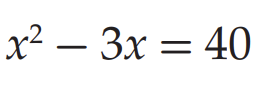 x² − 3x = 40